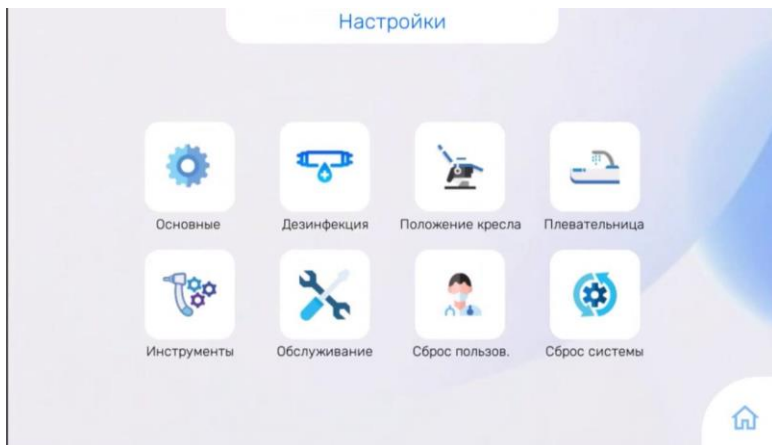 Настройки
Основные
Дезинфекция
Положение кресла
Плевательница
Инструменты
Обслуживание
Сброс пользов.
Сброс системы